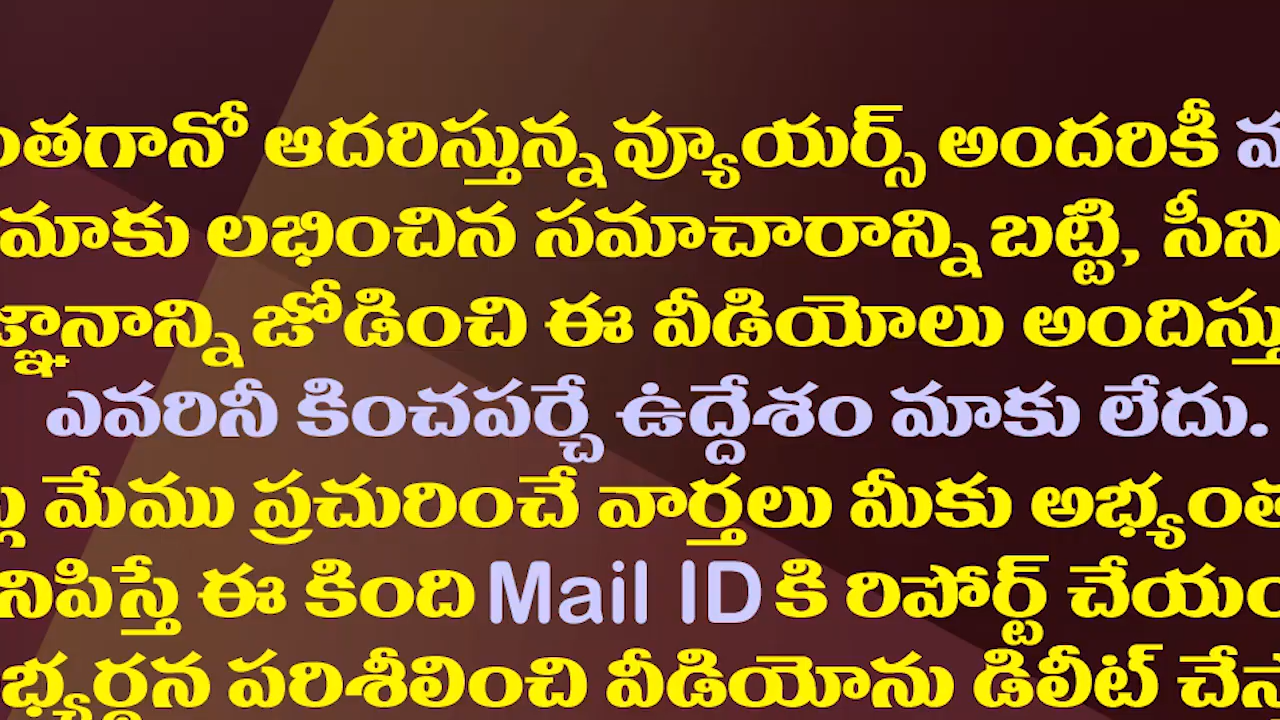 ఆదరిస్తున్న వ్యూయర్స్ అందరికీ
మాకు లభించిన సమాచారాన్ని బట్టి,
జోడించి ఈ వీడియోలు
ఎవరినీ కించపర్చే ఉద్దేశం మాకు లేదు.
మేము ప్రచురించే వార్తలు మీకు
ఈ కింది Mail ID కి రిపోర్ట్
పరిశీలించి వీడియోను డిలీట్